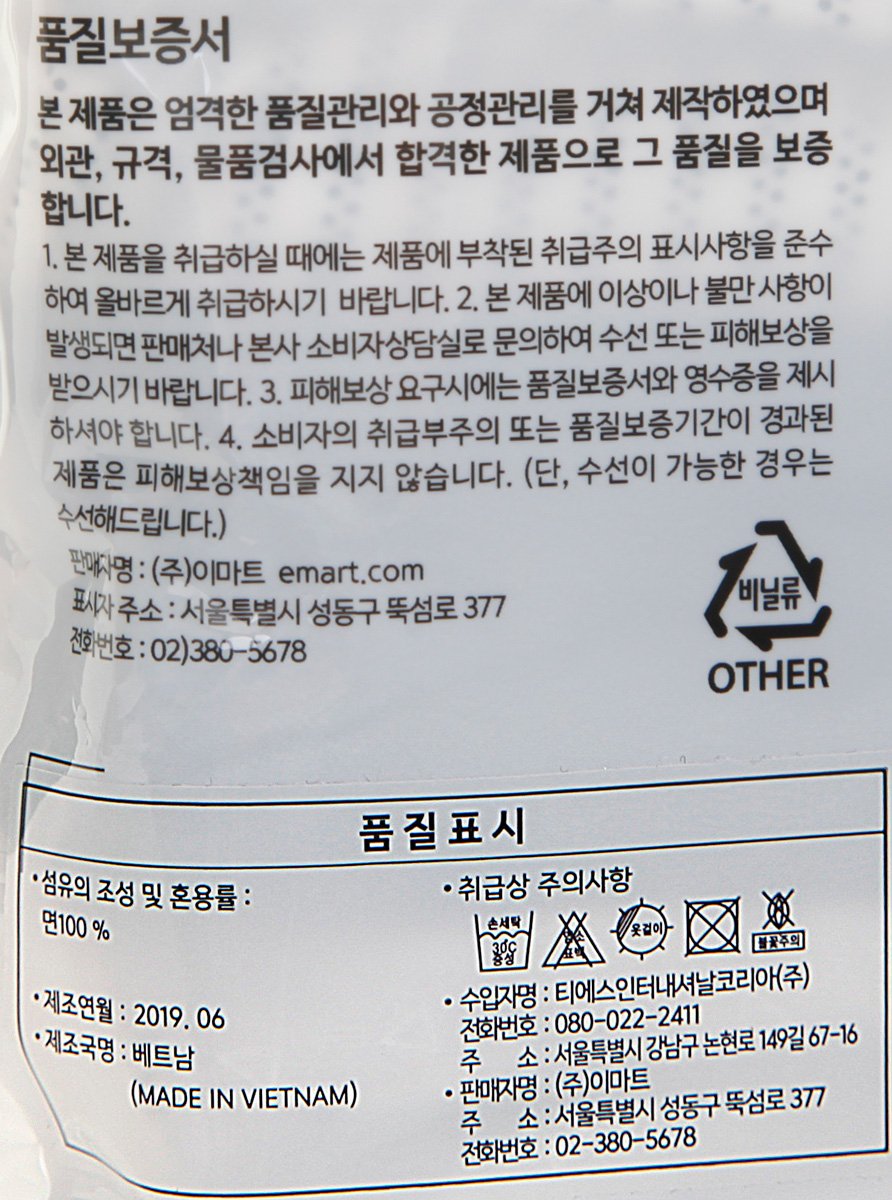 품질보증서
본 제품은 엄격한 품질관리와 공정관리를 거쳐 제작하였으며
외관, 규격, 물품검사에서 합격한 제품으로 그 품질을 보증
합니다.
1. 본 제품을 취급하실 때에는 제품에 부착된 취급주의 표시사항을 준수
하여 올바르게 취급하시기 바랍니다. 2. 본 제품에 이상이나 불만 사항이
발생되면 판매처나 본사 소비자상담실로 문의하여 수선 또는 피해보상을
받으시기 바랍니다. 3. 피해보상 요구시에는 품질보증서와 영수증을 제시
하셔야 합니다. 4. 소비자의 취급부주의 또는 품질보증기간이 경과된
제품은 피해보상책임을 지지 않습니다. (단, 수선이 가능한 경우는
수선해드립니다.)
판매자명 : (주)이마트 emart.com
표시자 주소 : 서울특별시 성동구 뚝섬로 377
전화번호 : 02)380-5678
비닐류
OTHER
품질표시
• 섬유의 조성 및 혼용률 :
면100 %
• 제조연월 : 2019. 06
• 제조국명 : 베트남
(MADE IN VIETNAM)
• 취급상 주의사항
손세탁
30℃
중성
염소
표백
옷걸이
불꽃주의
• 수입자명 : 티에스인터내셔날코리아(주)
전화번호 : 080-022-2411
주 소 : 서울특별시 강남구 논현로 149길 67-16
• 판매자명 : (주)이마트
주 소 : 서울특별시 성동구 뚝섬로 377
전화번호 : 02-380-5678